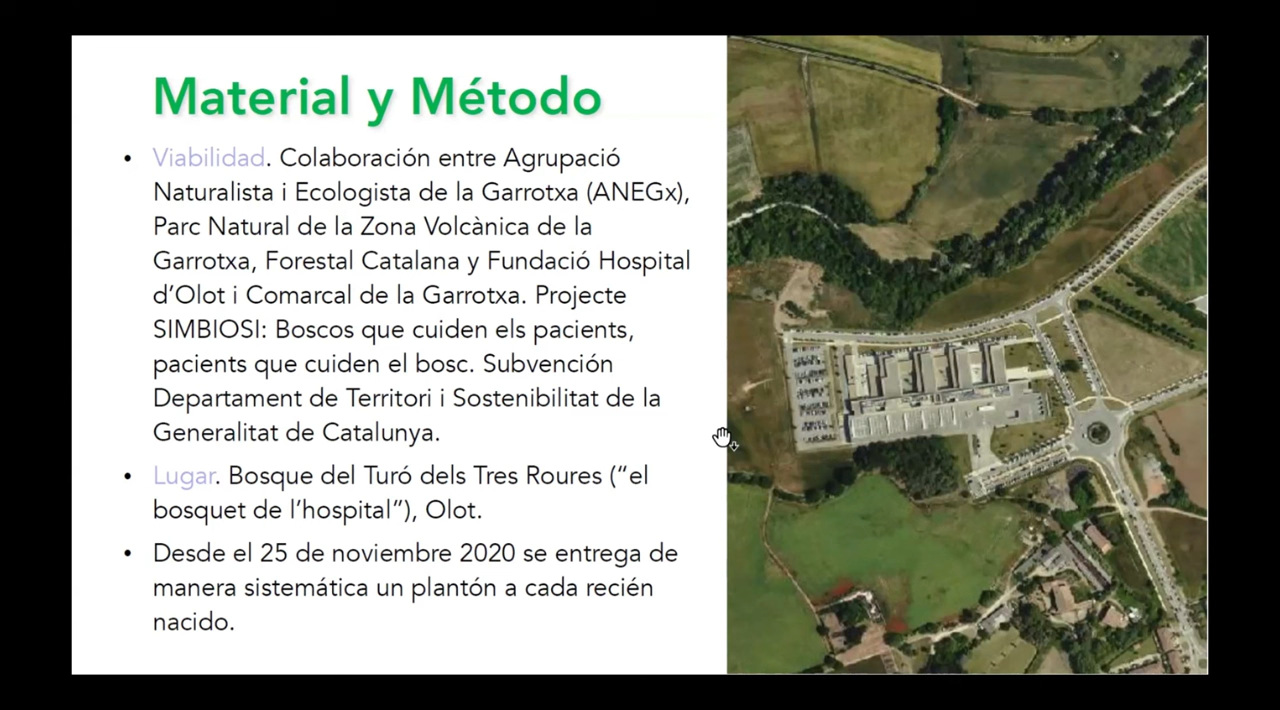 Material y Método
• Viabilidad. Colaboración entre Agrupació
Naturalista i Ecologista de la Garrotxa (ANEGx),
Parc Natural de la Zona Volcànica de la
Garrotxa, Forestal Catalana y Fundació Hospital
d’Olot i Comarcal de la Garrotxa. Projecte
SIMBIOSI: Boscos que cuiden els pacients,
pacients que cuiden el bosc. Subvención
Departament de Territori i Sostenibilitat de la
Generalitat de Catalunya.
• Lugar. Bosque del Turó dels Tres Roures (“el
bosquet de l’hospital”), Olot.
• Desde el 25 de noviembre 2020 se entrega de
manera sistemática un plantón a cada recién
nacido.